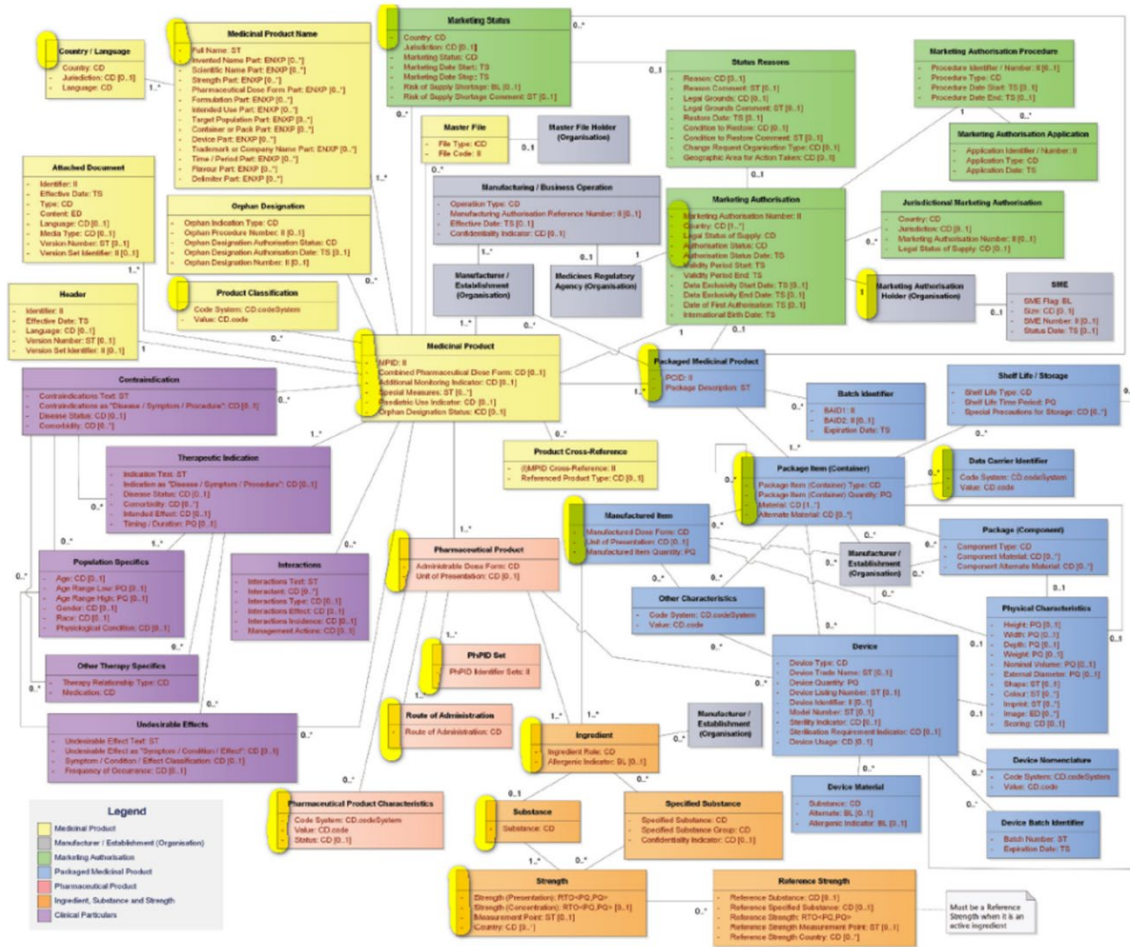 Country / Language
- Country: CD
- Jurisdiction: CD [0..1]
- Language: CD
Medicinal Product Name
- Full Name: ST
- Invented Name Part: ENXP [0..*]
- Scientific Name Part: ENXP [0..*]
- Strength Part: ENXP [0..*]
- Pharmaceutical Dose Form Part: ENXP [0..*]
- Formulation Part: ENXP [0..*]
- Intended Use Part: ENXP [0..*]
- Target Population Part: ENXP [0..*]
- Container or Pack Part: ENXP [0..*]
- Device Part: ENXP [0..*]
- Trademark or Company Name Part: ENXP [0..*]
- Time / Period Part: ENXP [0..*]
- Flavour Part: ENXP [0..*]
- Delimiter Part: ENXP [0..*]
Marketing Status
- Country: CD
- Jurisdiction: CD [0..1]
- Marketing Status: CD
- Marketing Date Start: TS
- Marketing Date Stop: TS
- Risk of Supply Shortage: BL [0..1]
- Risk of Supply Shortage Comment: ST [0..1]
Status Reasons
- Reason: CD [0..1]
- Reason Comment: ST [0..1]
- Legal Grounds: CD [0..1]
- Legal Grounds Comment: ST [0..1]
- Restore Date: TS [0..1]
- Condition to Restore: CD [0..1]
- Condition to Restore Comment: ST [0..1]
- Change Request Organisation Type: CD [0..1]
- Geographic Area for Action Taken: CD [0..1]
Marketing Authorisation Procedure
- Procedure Identifier / Number: II [0..1]
- Procedure Type: CD
- Procedure Date Start: TS [0..1]
- Procedure Date End: TS [0..1]
Marketing Authorisation Application
- Application Identifier / Number: II
- Application Type: CD
- Application Date: TS
Master File
- File Type: CD
- File Code: II
Master File Holder
(Organisation)
Attached Document
- Identifier: II
- Effective Date: TS
- Type: CD
- Content: ED
- Language: CD [0..1]
- Media Type: CD [0..1]
- Version Number: ST [0..1]
- Version Set Identifier: II [0..1]
Orphan Designation
- Orphan Indication Type: CD
- Orphan Procedure Number: II [0..1]
- Orphan Designation Authorisation Status: CD
- Orphan Designation Authorisation Date: TS [0..1]
- Orphan Designation Number: II [0..1]
Manufacturing / Business Operation
- Operation Type: CD
- Manufacturing Authorisation Reference Number: II [0..1]
- Effective Date: TS [0..1]
- Confidentiality Indicator: CD [0..1]
Marketing Authorisation
- Marketing Authorisation Number: II
- Country: CD [1..*]
- Legal Status of Supply: CD [0..1]
- Authorisation Status: CD
- Authorisation Status Date: TS
- Validity Period Start: TS
- Validity Period End: TS
- Data Exclusivity Start Date: TS [0..1]
- Data Exclusivity End Date: TS [0..1]
- Date of First Authorisation: TS [0..1]
- International Birth Date: TS
Jurisdictional Marketing Authorisation
- Country: CD
- Jurisdiction: CD [0..1]
- Marketing Authorisation Number: II [0..1]
- Legal Status of Supply: CD [0..1]
Manufacturer /
Establishment
(Organisation)
Medicines Regulatory
Agency (Organisation)
Marketing Authorisation
Holder (Organisation)
SME
- SME Flag: BL
- Size: CD [0..1]
- SME Number: II [0..1]
- Status Date: TS [0..1]
Product Classification
- Code System: CD.codeSystem
- Value: CD.code
Header
- Identifier: II
- Effective Date: TS
- Language: CD [0..1]
- Version Number: ST [0..1]
- Version Set Identifier: II [0..1]
Medicinal Product
- MPID: II
- Combined Pharmaceutical Dose Form: CD [0..1]
- Additional Monitoring Indicator: CD [0..1]
- Special Measures: ST [0..*]
- Paediatric Use Indicator: CD [0..1]
- Orphan Designation Status: CD [0..1]
Packaged Medicinal Product
- PCID: II
- Package Description: ST
Batch Identifier
- BAID1: II
- BAID2: II [0..1]
- Expiration Date: TS
Shelf Life / Storage
- Shelf Life Type: CD
- Shelf Life Time Period: PQ
- Special Precautions for Storage: CD [0..*]
Contraindication
- Contraindications Text: ST
- Contraindications as "Disease / Symptom / Procedure": CD [0..1]
- Disease Status: CD [0..1]
- Comorbidity: CD [0..*]
Product Cross-Reference
- (I)MPID Cross-Reference: II
- Referenced Product Type: CD [0..1]
Package Item (Container)
- Package Item (Container) Type: CD
- Package Item (Container) Quantity: PQ
- Material: CD [1..*]
- Alternate Material: CD [0..*]
Data Carrier Identifier
- Code System: CD.codeSystem
- Value: CD.code
Therapeutic Indication
- Indication Text: ST
- Indication as "Disease / Symptom / Procedure": CD [0..1]
- Disease Status: CD [0..1]
- Comorbidity: CD [0..*]
- Intended Effect: CD [0..1]
- Timing / Duration: PQ [0..1]
Manufactured Item
- Manufactured Dose Form: CD
- Unit of Presentation: CD [0..1]
- Manufactured Item Quantity: PQ
Package (Component)
- Component Type: CD
- Component Material: CD [0..*]
- Component Alternate Material: CD [0..*]
Pharmaceutical Product
- Administrable Dose Form: CD
- Unit of Presentation: CD [0..1]
Manufacturer /
Establishment
(Organisation)
Population Specifics
- Age: CD [0..1]
- Age Range Low: PQ [0..1]
- Age Range High: PQ [0..1]
- Gender: CD [0..1]
- Race: CD [0..1]
- Physiological Condition: CD [0..1]
Interactions
- Interactions Text: ST
- Interactant: CD [0..*]
- Interactions Type: CD [0..1]
- Interactions Effect: CD [0..1]
- Interactions Incidence: CD [0..1]
- Management Actions: CD [0..1]
Other Characteristics
- Code System: CD.codeSystem
- Value: CD.code
Physical Characteristics
- Height: PQ [0..1]
- Width: PQ [0..1]
- Depth: PQ [0..1]
- Weight: PQ [0..1]
- Nominal Volume: PQ [0..1]
- External Diameter: PQ [0..1]
- Shape: ST [0..1]
- Colour: ST [0..*]
- Imprint: ST [0..*]
- Image: ED [0..*]
- Scoring: CD [0..1]
Device
- Device Type: CD
- Device Trade Name: ST [0..1]
- Device Quantity: PQ
- Device Listing Number: ST [0..1]
- Device Identifier: II [0..1]
- Model Number: ST [0..1]
- Sterility Indicator: CD [0..1]
- Sterilisation Requirement Indicator: CD [0..1]
- Device Usage: CD [0..1]
Other Therapy Specifics
- Therapy Relationship Type: CD
- Medication: CD
PhPID Set
- PhPID Identifier Sets: II
Route of Administration
- Route of Administration: CD
Undesirable Effects
- Undesirable Effect Text: ST
- Undesirable Effect as "Symptom / Condition / Effect": CD [0..1]
- Symptom / Condition / Effect Classification: CD [0..1]
- Frequency of Occurrence: CD [0..1]
Ingredient
- Ingredient Role: CD
- Allergenic Indicator: BL [0..1]
Manufacturer /
Establishment
(Organisation)
Device Nomenclature
- Code System: CD.codeSystem
- Value: CD.code
Device Material
- Substance: CD
- Alternate: BL [0..1]
- Allergenic Indicator: BL [0..1]
Device Batch Identifier
- Batch Number: ST
- Expiration Date: TS
Pharmaceutical Product Characteristics
- Code System: CD.codeSystem
- Value: CD.code
- Status: CD [0..1]
Substance
- Substance: CD
Specified Substance
- Specified Substance: CD
- Specified Substance Group: CD
- Confidentiality Indicator: CD [0..1]
Strength
- Strength (Presentation): RTO<PQ,PQ>
- Strength (Concentration): RTO<PQ,PQ> [0..1]
- Measurement Point: ST [0..1]
- Country: CD [0..*]
Reference Strength
- Reference Substance: CD [0..1]
- Reference Specified Substance: CD [0..1]
- Reference Strength: RTO<PQ,PQ>
- Reference Strength Measurement Point: ST [0..1]
- Reference Strength Country: CD [0..*]
Must be a Reference
Strength when it is an
active ingredient
Legend
Medicinal Product
Manufacturer / Establishment (Organisation)
Marketing Authorisation
Packaged Medicinal Product
Pharmaceutical Product
Ingredient, Substance and Strength
Clinical Particulars